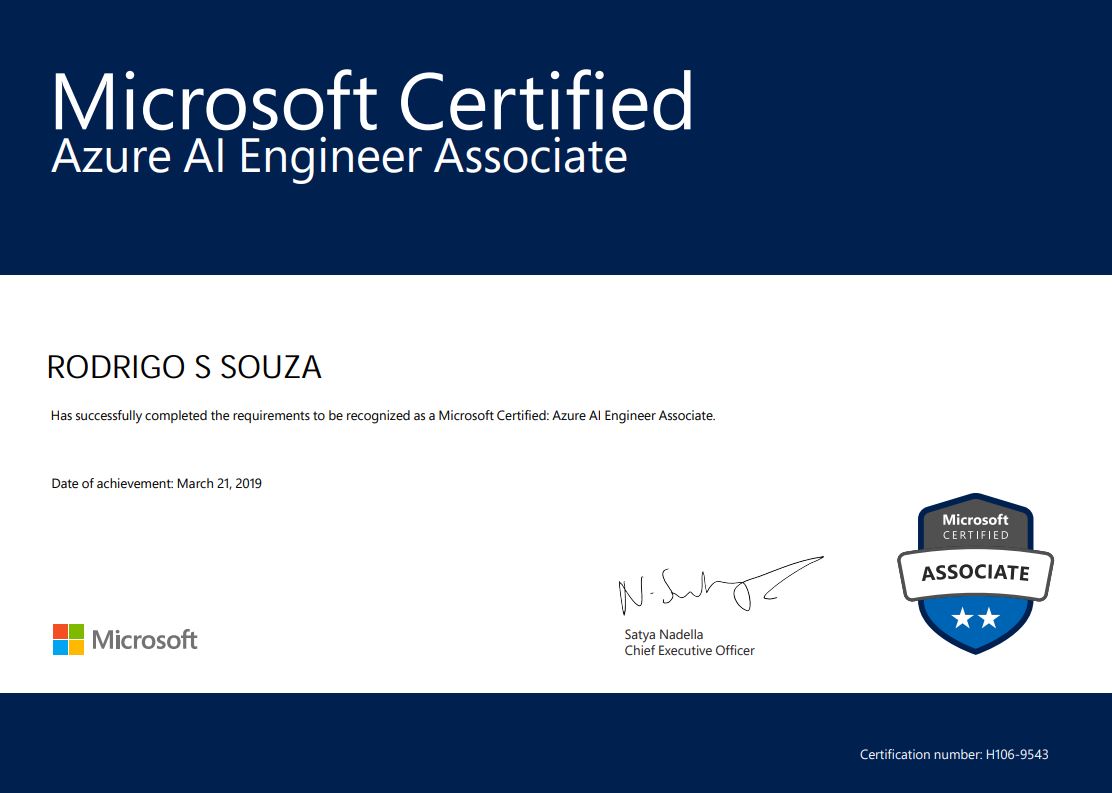 Microsoft Certified
Azure AI Engineer Associate
RODRIGO S SOUZA
Has successfully completed the requirements to be recognized as a Microsoft Certified: Azure AI Engineer Associate.
Date of achievement: March 21, 2019
Microsoft
CERTIFIED
ASSOCIATE
N. Satya
Satya Nadella
Chief Executive Officer
Microsoft
Certification number: H106-9543